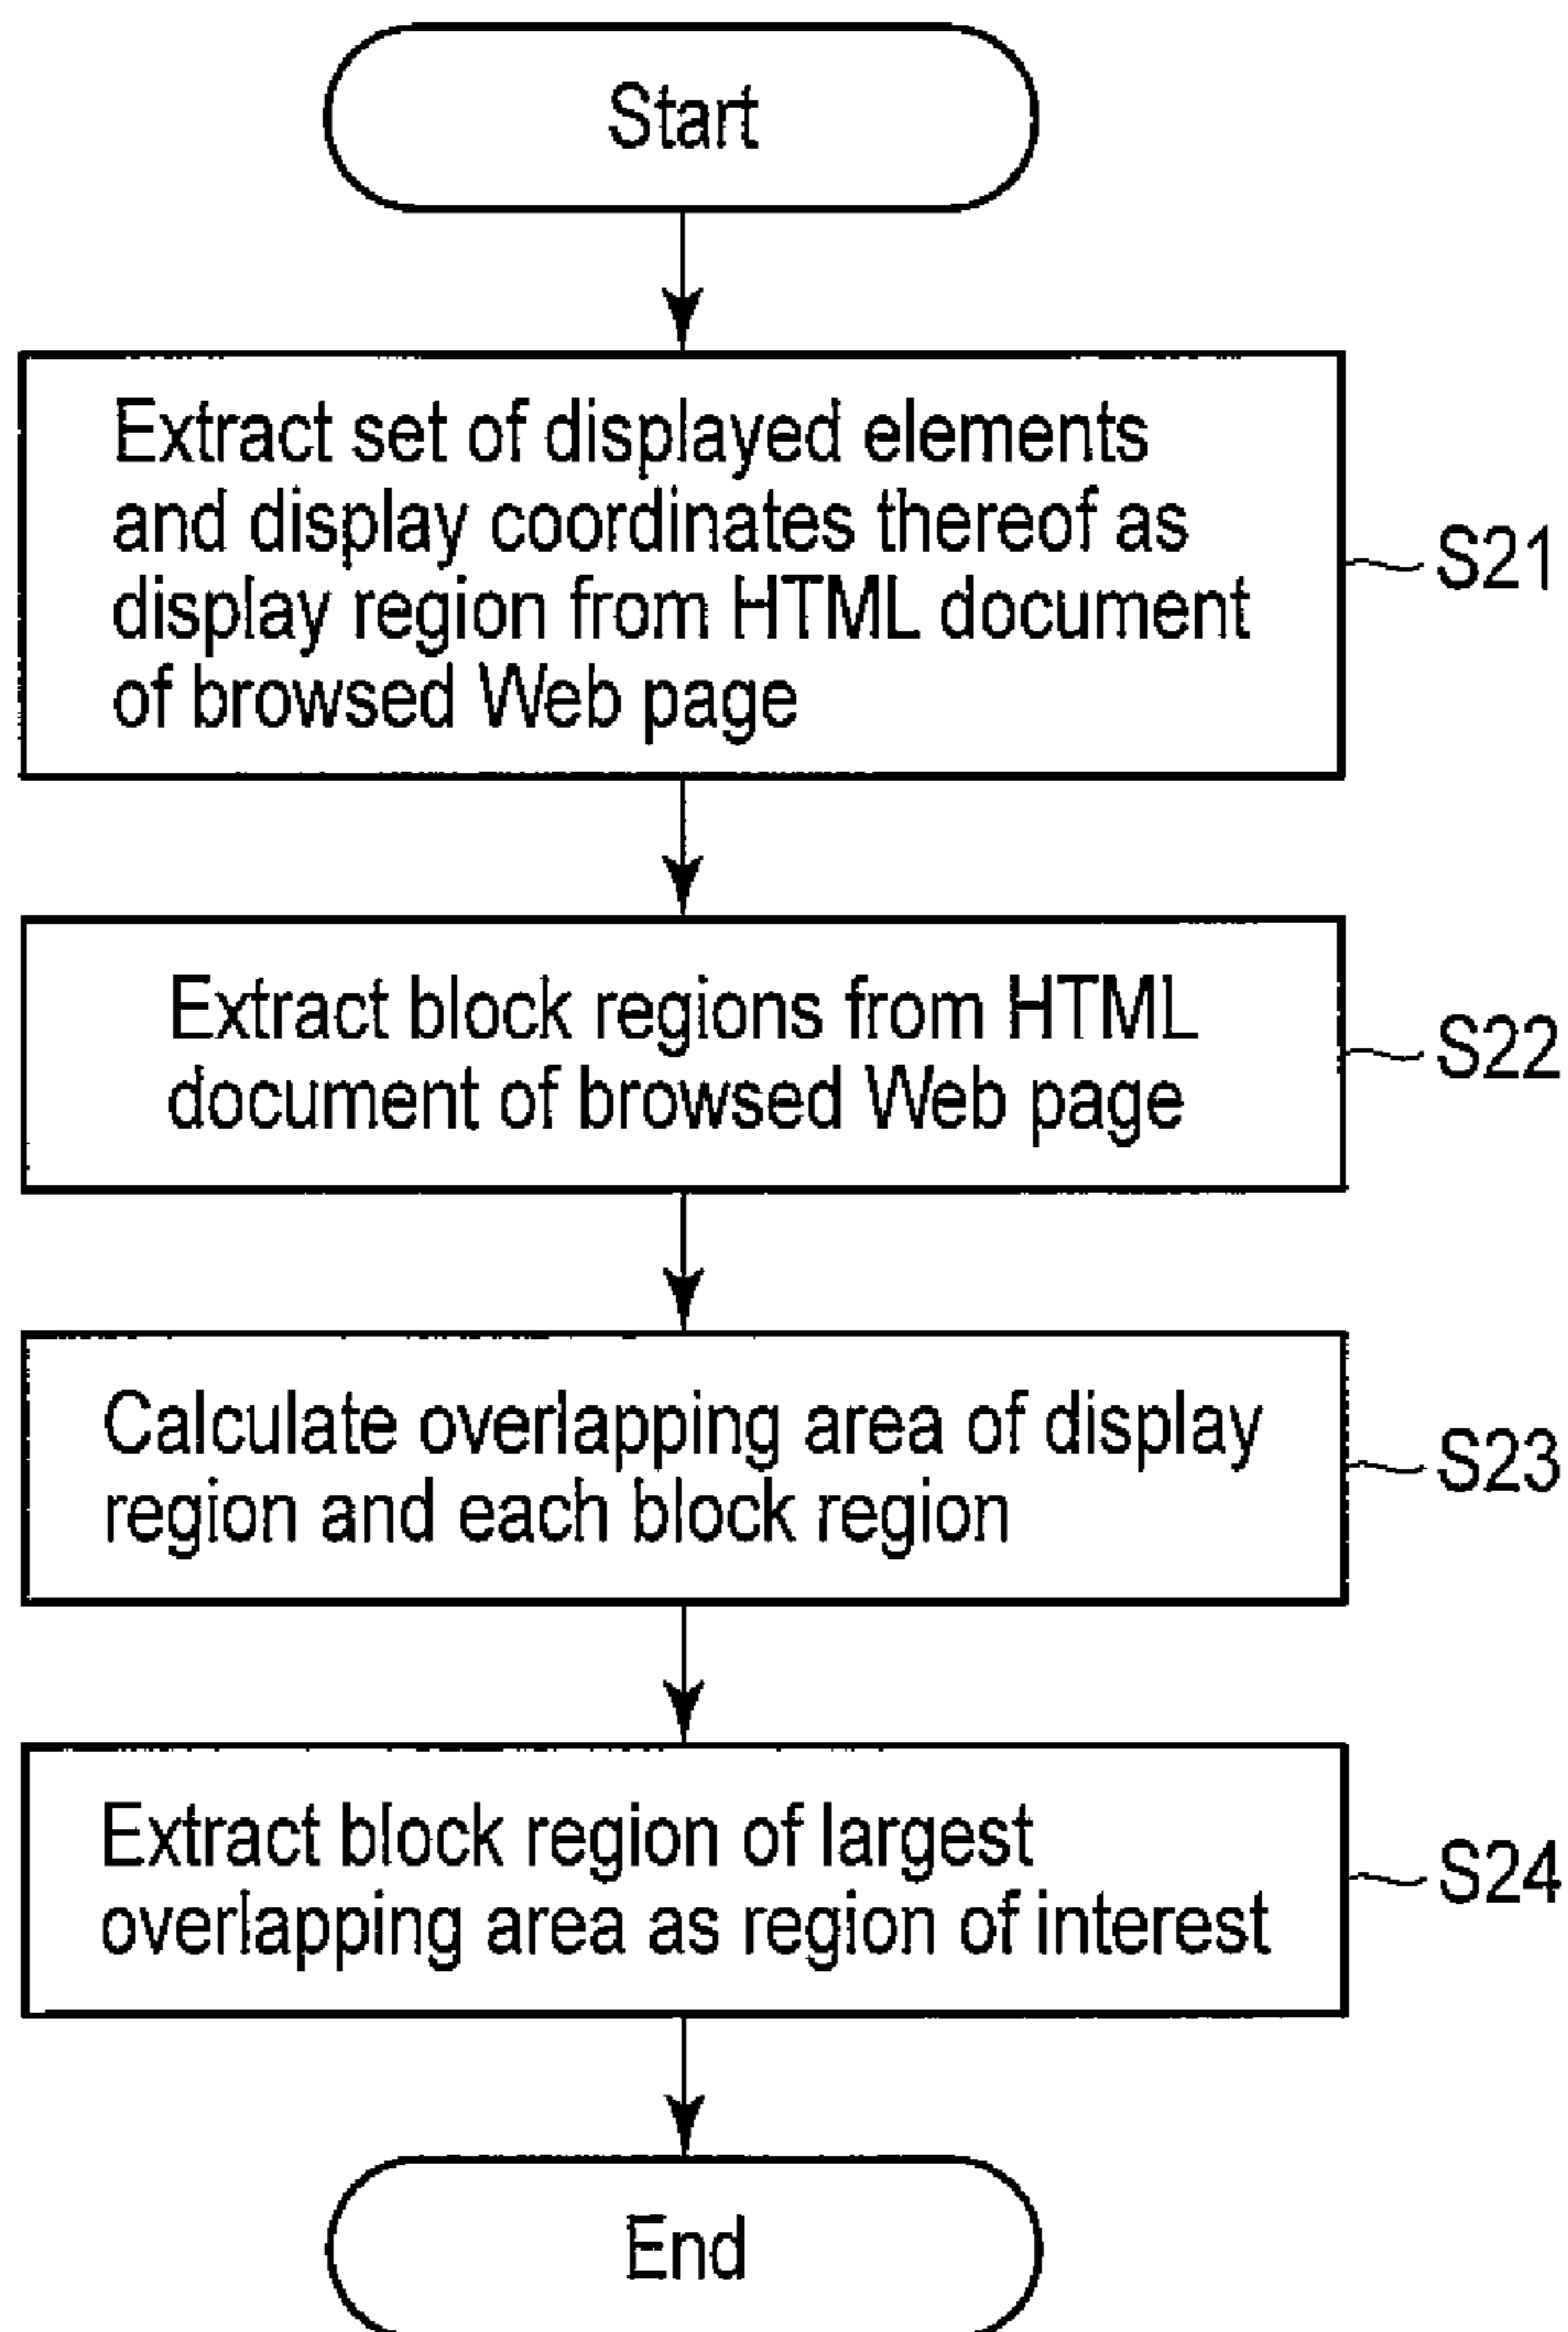 Start
Extract set of displayed elements
and display coordinates thereof as
display region from HTML document
of browsed Web page
S21
Extract block regions from HTML
document of browsed Web page
S22
Calculate overlapping area of display
region and each block region
S23
Extract block region of largest
overlapping area as region of interest
S24
End